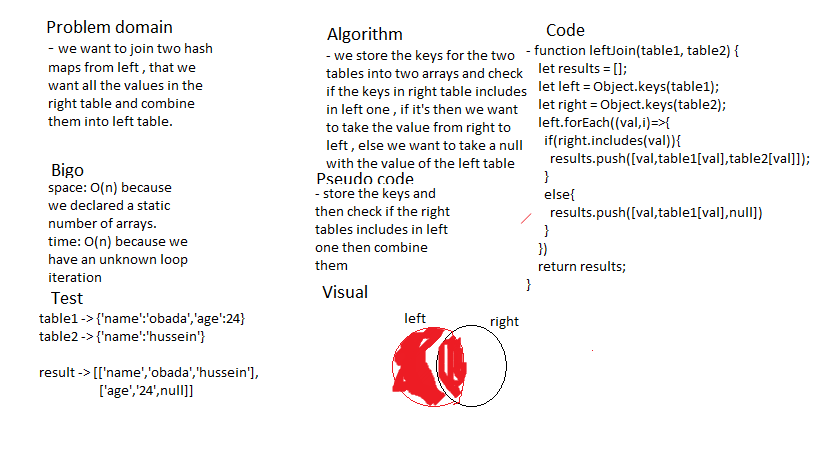 Problem domain
- we want to join two hash
maps from left , that we
want all the values in the
right table and combine
them into left table.
Bigo
space: O(n) because
we declared a static
number of arrays.
time: O(n) because we
have an unknown loop
iteration
Test
table1 -> {'name':'obada','age':24}
table2 -> {'name':'hussein'}
result -> [['name','obada','hussein'],
['age','24',null]]
Algorithm
- we store the keys for the two
tables into two arrays and check
if the keys in right table includes
in left one , if it's then we want
to take the value from right to
left , else we want to take a null
with the value of the left table
Pseudo code
- store the keys and
then check if the right
tables includes in left
one then combine
them
Visual
left
right
Code
- function leftJoin(table1, table2) {
let results = [];
let left = Object.keys(table1);
let right = Object.keys(table2);
left.forEach((val,i)=>{
if(right.includes(val)){
results.push([val,table1[val],table2[val]]);
}
else{
results.push([val,table1[val],null])
}
})
return results;
}